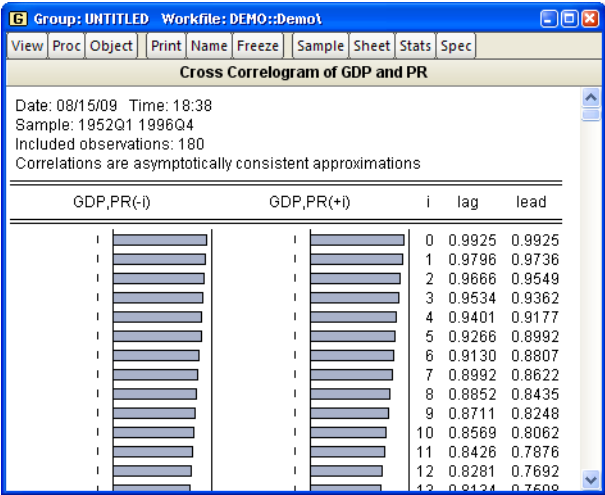 G Group: UNTITLED Workfile: DEMO::Demo\
View Proc Object Print Name Freeze Sample Sheet Stats Spec
Cross Correlogram of GDP and PR
Date: 08/15/09 Time: 18:38
Sample: 1952Q1 1996Q4
Included observations: 180
Correlations are asymptotically consistent approximations
GDP,PR(-i) GDP,PR(+i) i lag lead
0 0.9925 0.9925
1 0.9796 0.9736
2 0.9666 0.9549
3 0.9534 0.9362
4 0.9401 0.9177
5 0.9266 0.8992
6 0.9130 0.8807
7 0.8992 0.8622
8 0.8852 0.8435
9 0.8711 0.8248
10 0.8569 0.8062
11 0.8426 0.7876
12 0.8281 0.7692
13 0.8134 0.7508